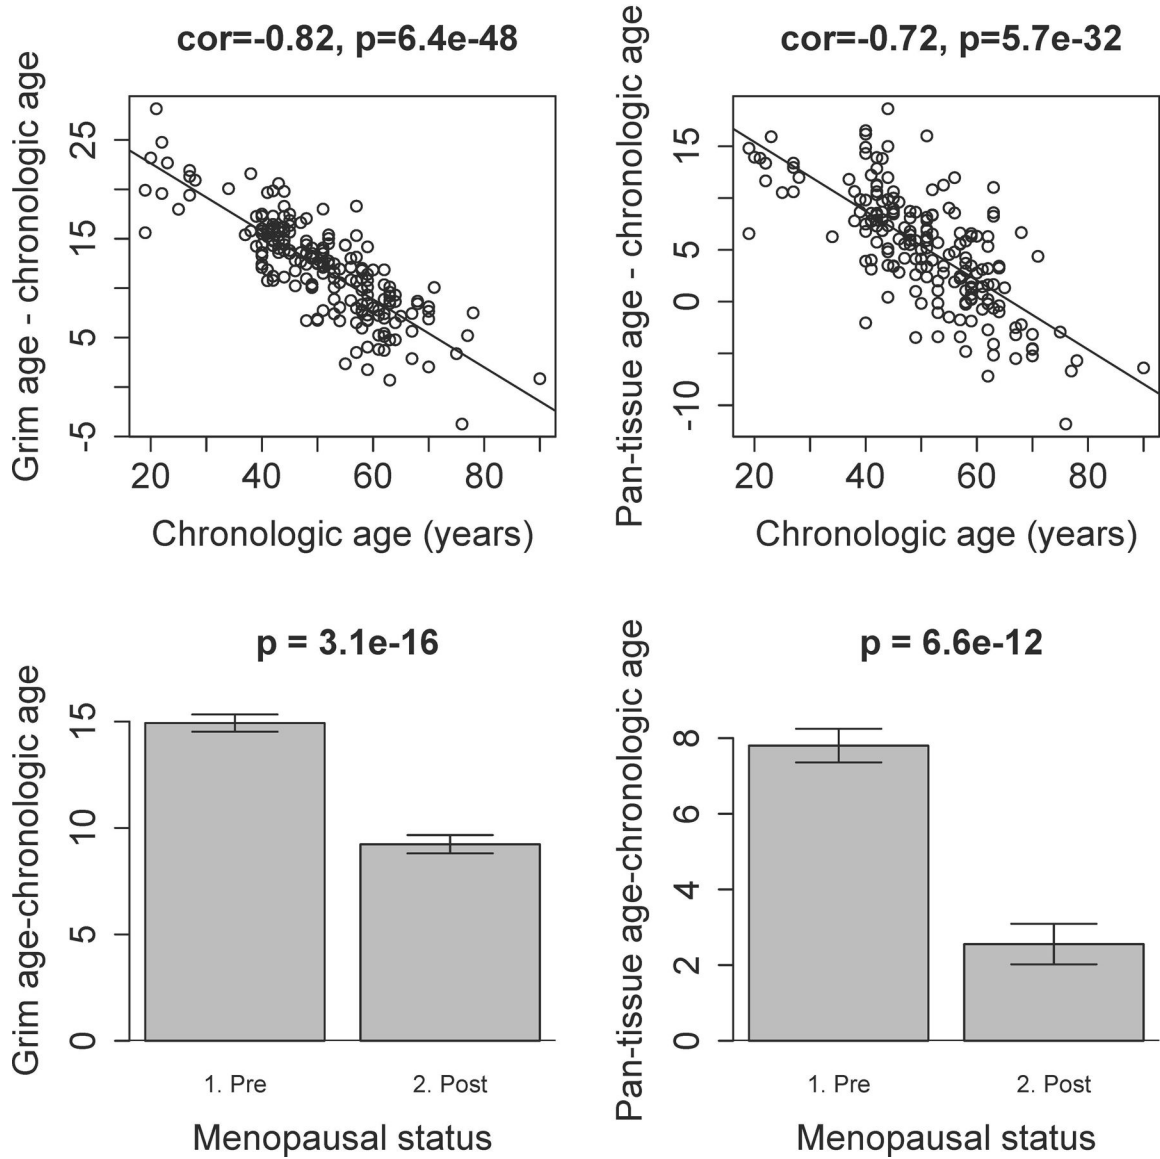 cor=-0.82, p=6.4e-48
Grim age - chronologic age
25
15
5
-5
20 40 60 80
Chronologic age (years)
cor=-0.72, p=5.7e-32
Pan-tissue age - chronologic age
15
5
0
-10
20 40 60 80
Chronologic age (years)
p = 3.1e-16
Grim age-chronologic age
15
10
5
0
1. Pre 2. Post
Menopausal status
p = 6.6e-12
Pan-tissue age-chronologic age
8
6
4
2
0
1. Pre 2. Post
Menopausal status